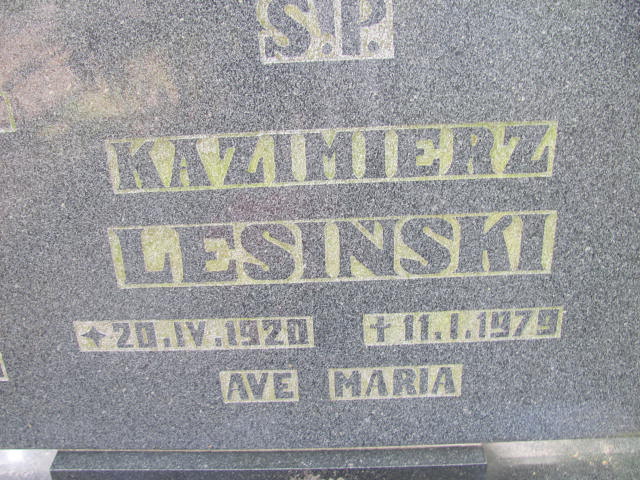 S.P.
KAZIMIERZ
LESINSKI
✦20.IV.1920 ✝11.I.1979
AVE MARIA